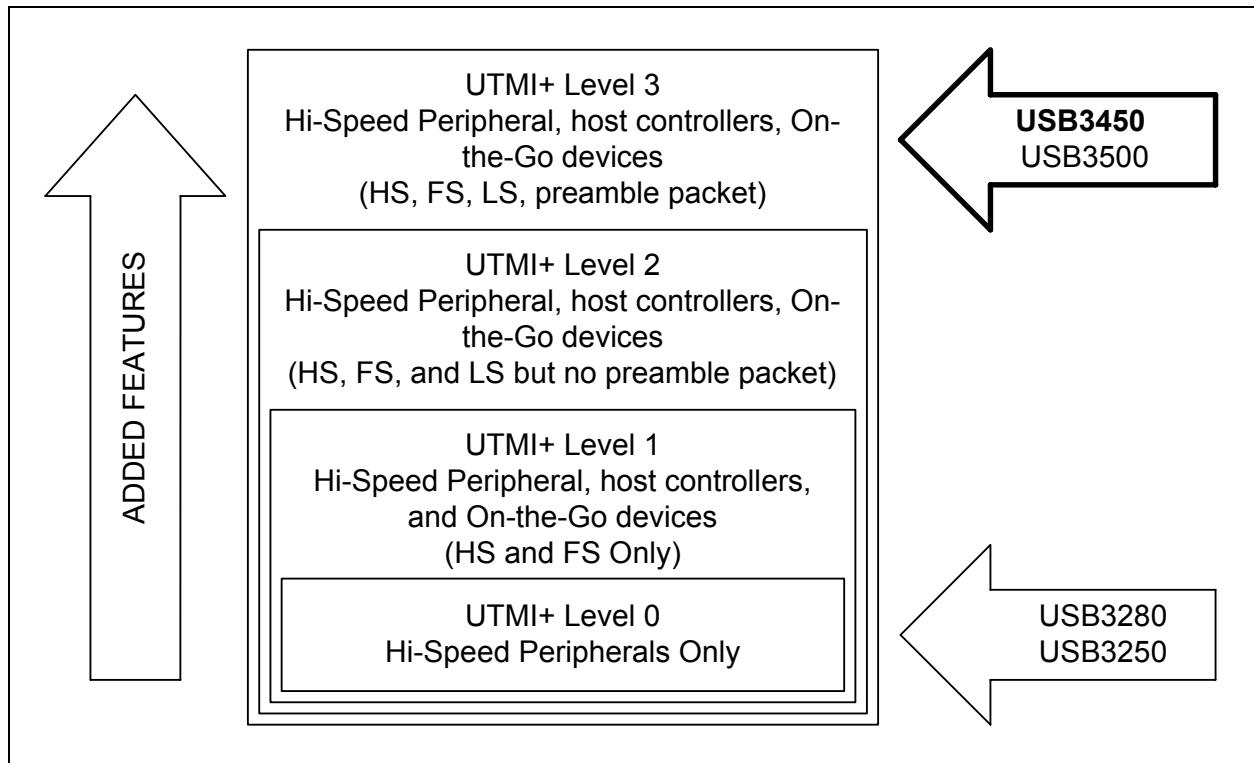 UTMI+ Level 3
Hi-Speed Peripheral, host controllers, On-
the-Go devices
(HS, FS, LS, preamble packet)
USB3450
USB3500
ADDED FEATURES
UTMI+ Level 2
Hi-Speed Peripheral, host controllers, On-
the-Go devices
(HS, FS, and LS but no preamble packet)
UTMI+ Level 1
Hi-Speed Peripheral, host controllers,
and On-the-Go devices
(HS and FS Only)
UTMI+ Level 0
Hi-Speed Peripherals Only
USB3280
USB3250